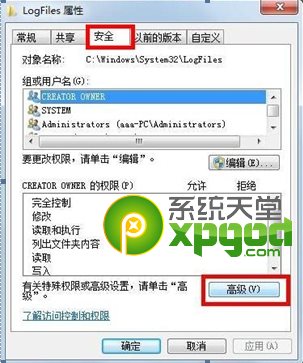 LogFiles 属性
常规 共享 安全 以前的版本 自定义
对象名称: C:\Windows\System32\LogFiles
组或用户名(G):
CREATOR OWNER
SYSTEM
Administrators (aaa-PC\Administrators)
要更改权限,请单击“编辑”。
编辑(E)...
CREATOR OWNER 的权限(P) 允许 拒绝
完全控制
修改
读取和执行
列出文件夹内容
读取
写入
系统天堂
xpgod
有关特殊权限或高级设置,请单击“高级”。
高级(V)
了解访问控制和权限
确定 取消 应用(A)